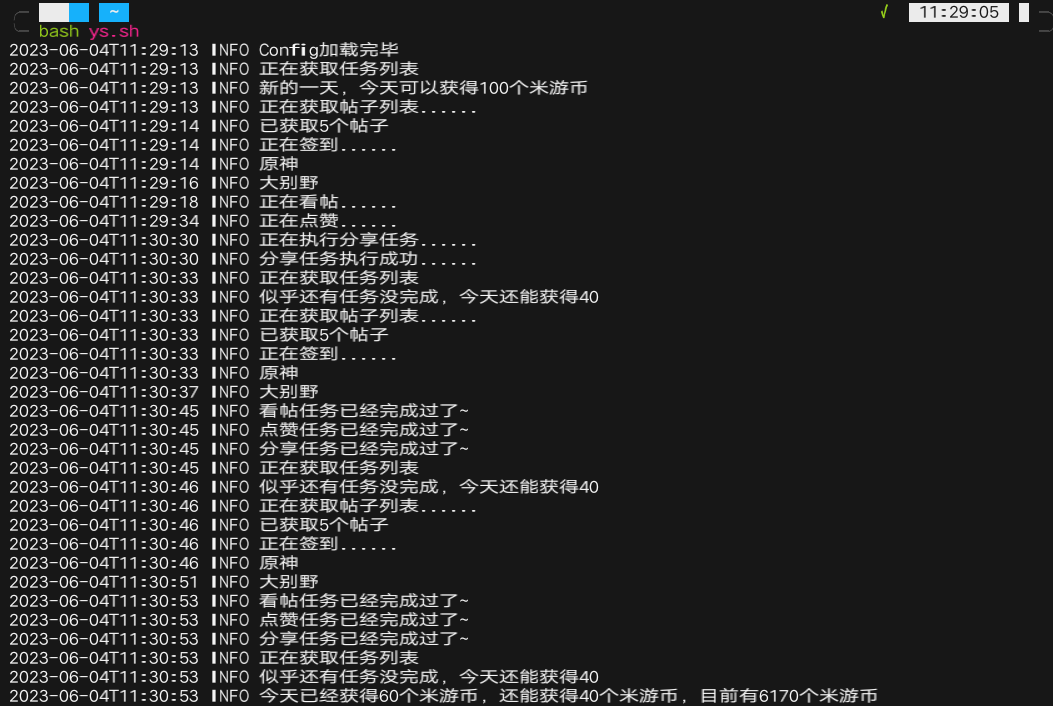 ~ √ 11:29:05
bash ys.sh
2023-06-04T11:29:13 INFO Config加载完毕
2023-06-04T11:29:13 INFO 正在获取任务列表
2023-06-04T11:29:13 INFO 新的一天，今天可以获得100个米游币
2023-06-04T11:29:13 INFO 正在获取帖子列表......
2023-06-04T11:29:14 INFO 已获取5个帖子
2023-06-04T11:29:14 INFO 正在签到......
2023-06-04T11:29:14 INFO 原神
2023-06-04T11:29:16 INFO 大别野
2023-06-04T11:29:18 INFO 正在看帖......
2023-06-04T11:29:34 INFO 正在点赞......
2023-06-04T11:30:30 INFO 正在执行分享任务......
2023-06-04T11:30:30 INFO 分享任务执行成功......
2023-06-04T11:30:33 INFO 正在获取任务列表
2023-06-04T11:30:33 INFO 似乎还有任务没完成，今天还能获得40
2023-06-04T11:30:33 INFO 正在获取帖子列表......
2023-06-04T11:30:33 INFO 已获取5个帖子
2023-06-04T11:30:33 INFO 正在签到......
2023-06-04T11:30:33 INFO 原神
2023-06-04T11:30:37 INFO 大别野
2023-06-04T11:30:45 INFO 看帖任务已经完成过了~
2023-06-04T11:30:45 INFO 点赞任务已经完成过了~
2023-06-04T11:30:45 INFO 分享任务已经完成过了~
2023-06-04T11:30:45 INFO 正在获取任务列表
2023-06-04T11:30:46 INFO 似乎还有任务没完成，今天还能获得40
2023-06-04T11:30:46 INFO 正在获取帖子列表......
2023-06-04T11:30:46 INFO 已获取5个帖子
2023-06-04T11:30:46 INFO 正在签到......
2023-06-04T11:30:46 INFO 原神
2023-06-04T11:30:51 INFO 大别野
2023-06-04T11:30:53 INFO 看帖任务已经完成过了~
2023-06-04T11:30:53 INFO 点赞任务已经完成过了~
2023-06-04T11:30:53 INFO 分享任务已经完成过了~
2023-06-04T11:30:53 INFO 正在获取任务列表
2023-06-04T11:30:53 INFO 似乎还有任务没完成，今天还能获得40
2023-06-04T11:30:53 INFO 今天已经获得60个米游币，还能获得40个米游币，目前有6170个米游币